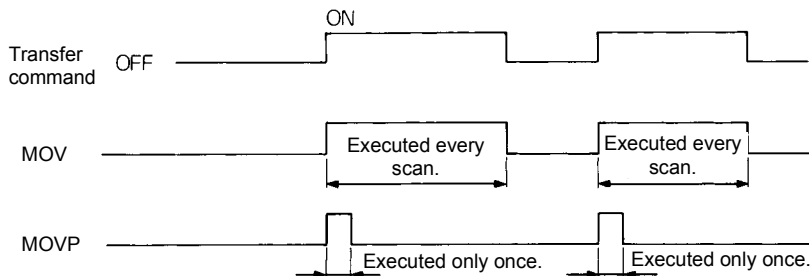 ON
Transfer
command
OFF
MOV
Executed every
scan.
Executed every
scan.
MOVP
Executed only once.
Executed only once.